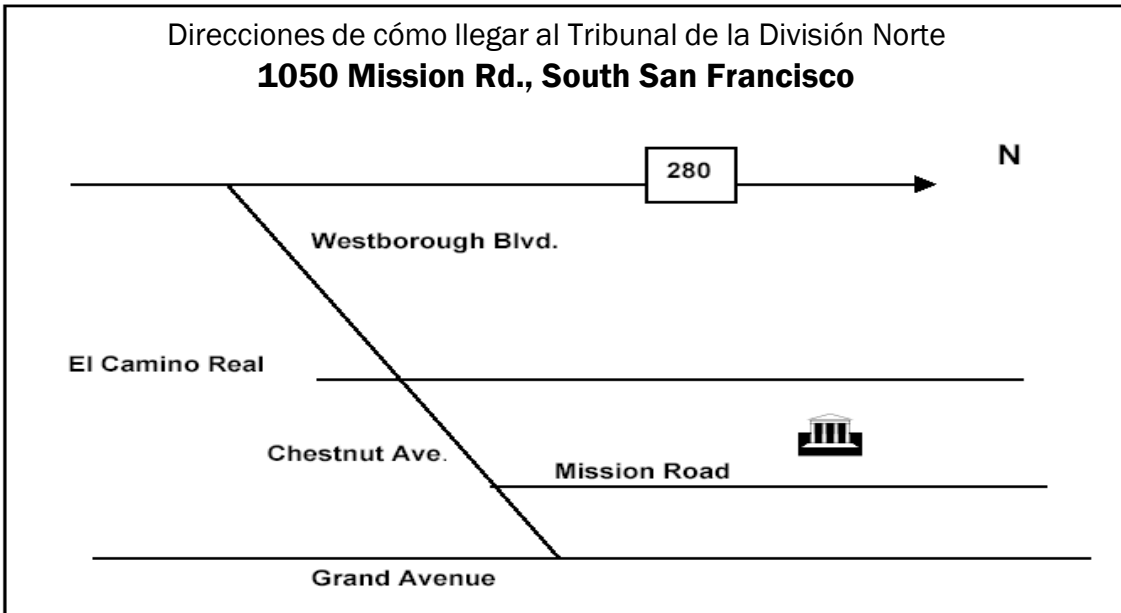 Direcciones de cómo llegar al Tribunal de la División Norte
1050 Mission Rd., South San Francisco
N
280
Westborough Blvd.
El Camino Real
Chestnut Ave.
Mission Road
Grand Avenue